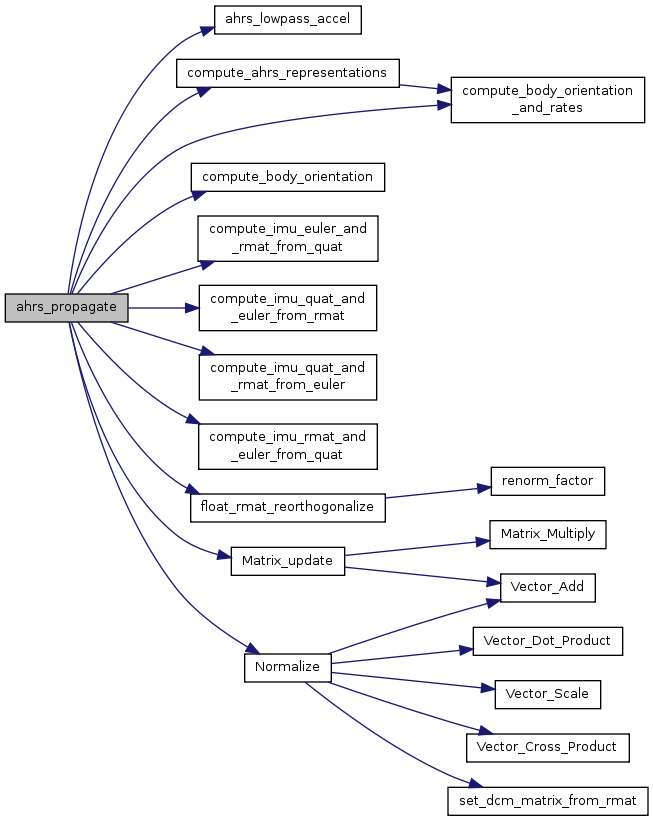 ahrs_lowpass_accel
compute_ahrs_representations
compute_body_orientation
_and_rates
compute_body_orientation
compute_imu_euler_and
_rmat_from_quat
ahrs_propagate
compute_imu_quat_and
_euler_from_rmat
compute_imu_quat_and
_rmat_from_euler
compute_imu_rmat_and
_euler_from_quat
float_rmat_reorthogonalize
renorm_factor
Matrix_update
Matrix_Multiply
Vector_Add
Normalize
Vector_Dot_Product
Vector_Scale
Vector_Cross_Product
set_dcm_matrix_from_rmat